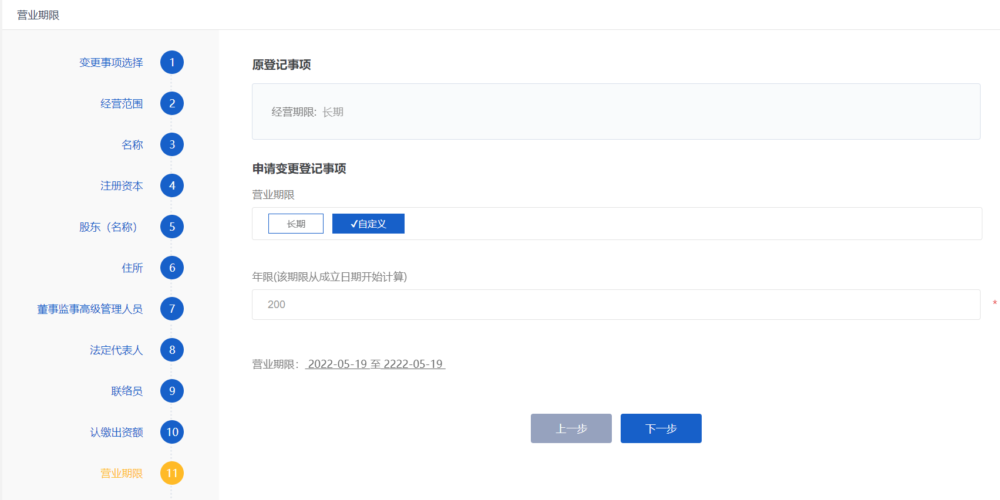 营业期限
变更事项选择 1
经营范围 2
名称 3
注册资本 4
股东（名称） 5
住所 6
董事监事高级管理人员 7
法定代表人 8
联络员 9
认缴出资额 10
营业期限 11
原登记事项
经营期限: 长期
申请变更登记事项
营业期限
长期 ✓自定义
年限(该期限从成立日期开始计算)
200 *
营业期限： 2022-05-19 至 2222-05-19
上一步 下一步